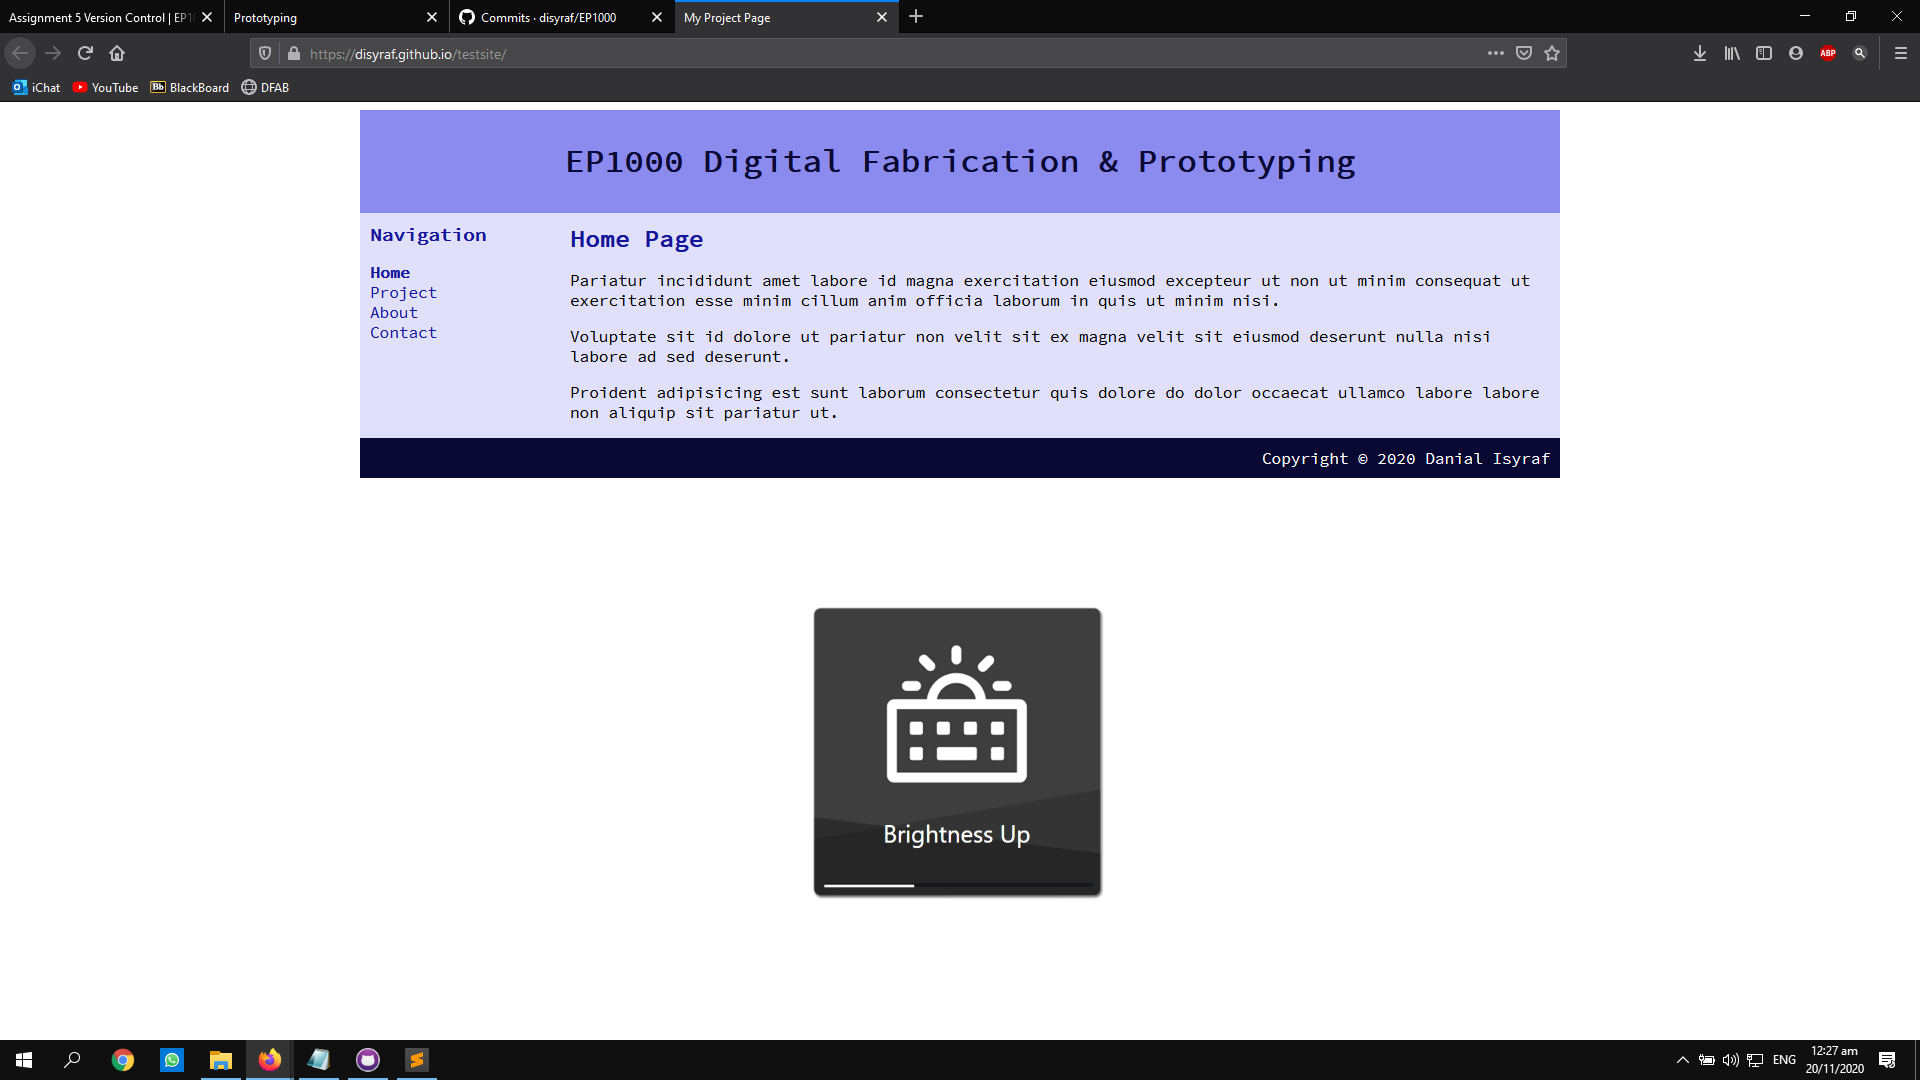 Assignment 5 Version Control | EP10
Prototyping
Commits · disyraf/EP1000
My Project Page
https://disyraf.github.io/testsite/
ABP
iChat
YouTube
Bb BlackBoard
DFAB
EP1000 Digital Fabrication & Prototyping
Navigation
Home
Project
About
Contact
Home Page
Pariatur incididunt amet labore id magna exercitation eiusmod excepteur ut non ut minim consequat ut
exercitation esse minim cillum anim officia laborum in quis ut minim nisi.
Voluptate sit id dolore ut pariatur non velit sit ex magna velit sit eiusmod deserunt nulla nisi
labore ad sed deserunt.
Proident adipisicing est sunt laborum consectetur quis dolore do dolor occaecat ullamco labore labore
non aliquip sit pariatur ut.
Copyright © 2020 Danial Isyraf
Brightness Up
ENG
12:27 am
20/11/2020